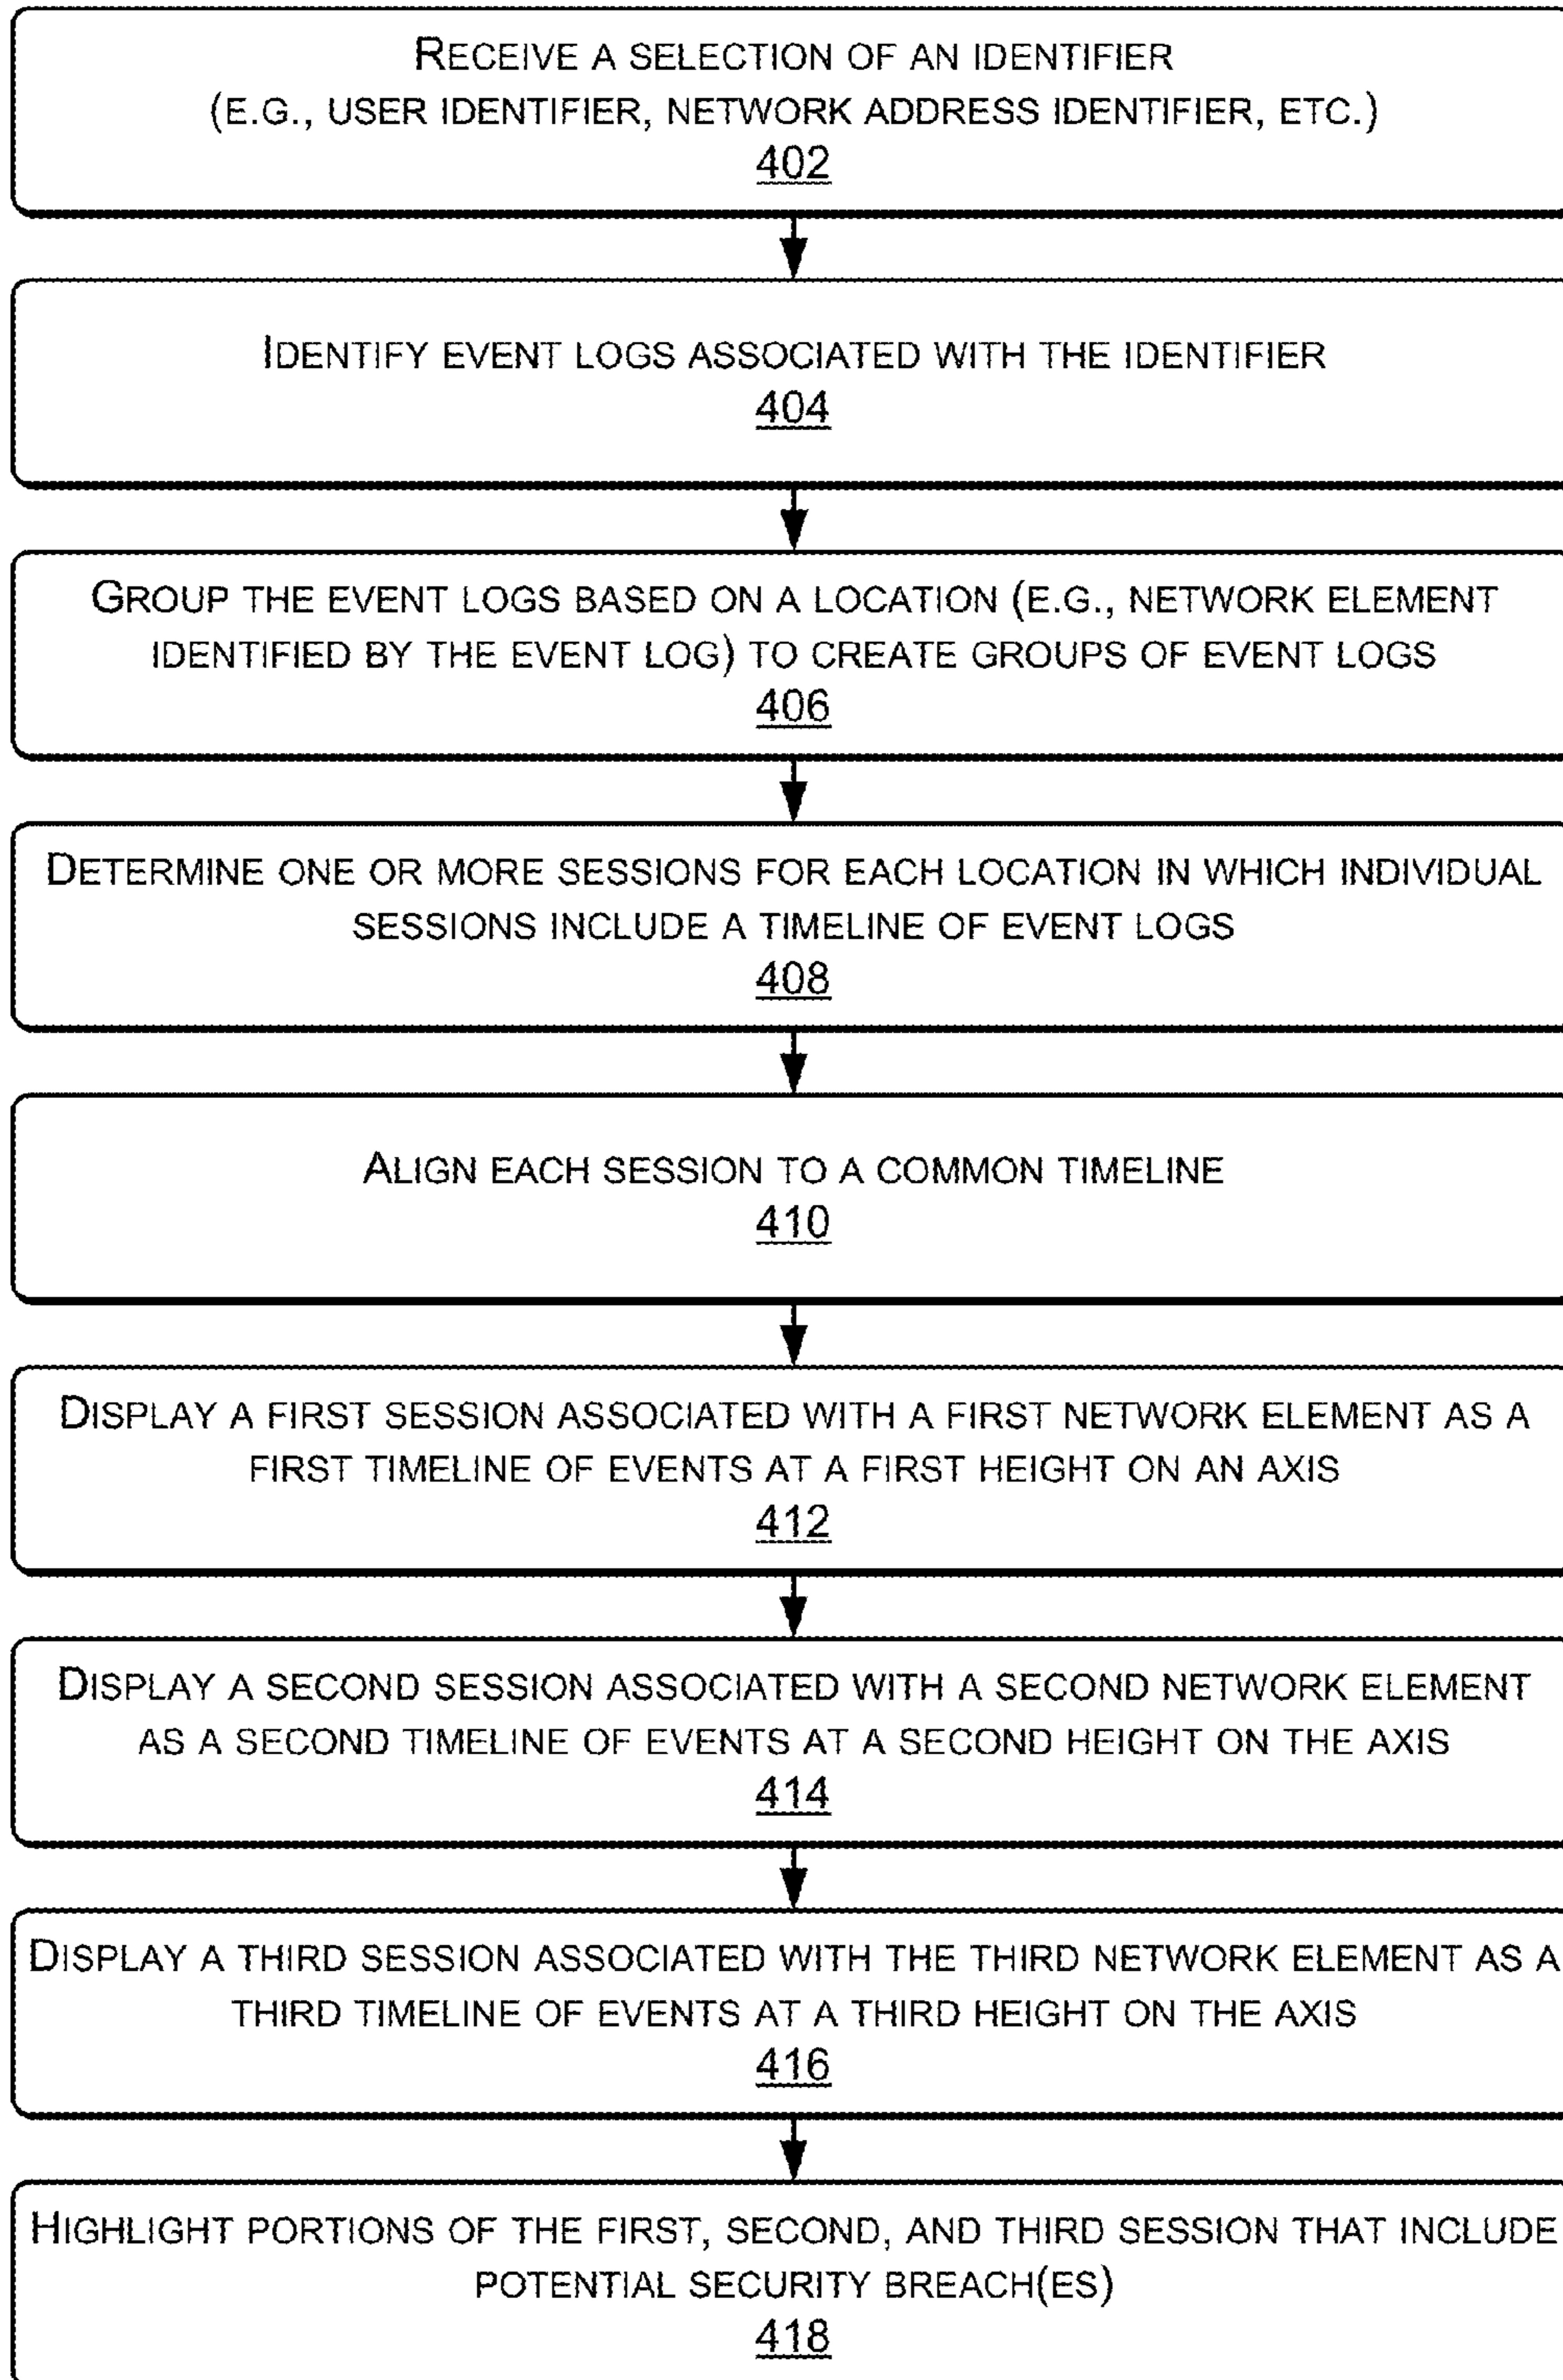 RECEIVE A SELECTION OF AN IDENTIFIER
(E.G., USER IDENTIFIER, NETWORK ADDRESS IDENTIFIER, ETC.)
402
IDENTIFY EVENT LOGS ASSOCIATED WITH THE IDENTIFIER
404
GROUP THE EVENT LOGS BASED ON A LOCATION (E.G., NETWORK ELEMENT
IDENTIFIED BY THE EVENT LOG) TO CREATE GROUPS OF EVENT LOGS
406
DETERMINE ONE OR MORE SESSIONS FOR EACH LOCATION IN WHICH INDIVIDUAL
SESSIONS INCLUDE A TIMELINE OF EVENT LOGS
408
ALIGN EACH SESSION TO A COMMON TIMELINE
410
DISPLAY A FIRST SESSION ASSOCIATED WITH A FIRST NETWORK ELEMENT AS A
FIRST TIMELINE OF EVENTS AT A FIRST HEIGHT ON AN AXIS
412
DISPLAY A SECOND SESSION ASSOCIATED WITH A SECOND NETWORK ELEMENT
AS A SECOND TIMELINE OF EVENTS AT A SECOND HEIGHT ON THE AXIS
414
DISPLAY A THIRD SESSION ASSOCIATED WITH THE THIRD NETWORK ELEMENT AS A
THIRD TIMELINE OF EVENTS AT A THIRD HEIGHT ON THE AXIS
416
HIGHLIGHT PORTIONS OF THE FIRST, SECOND, AND THIRD SESSION THAT INCLUDE
POTENTIAL SECURITY BREACH(ES)
418